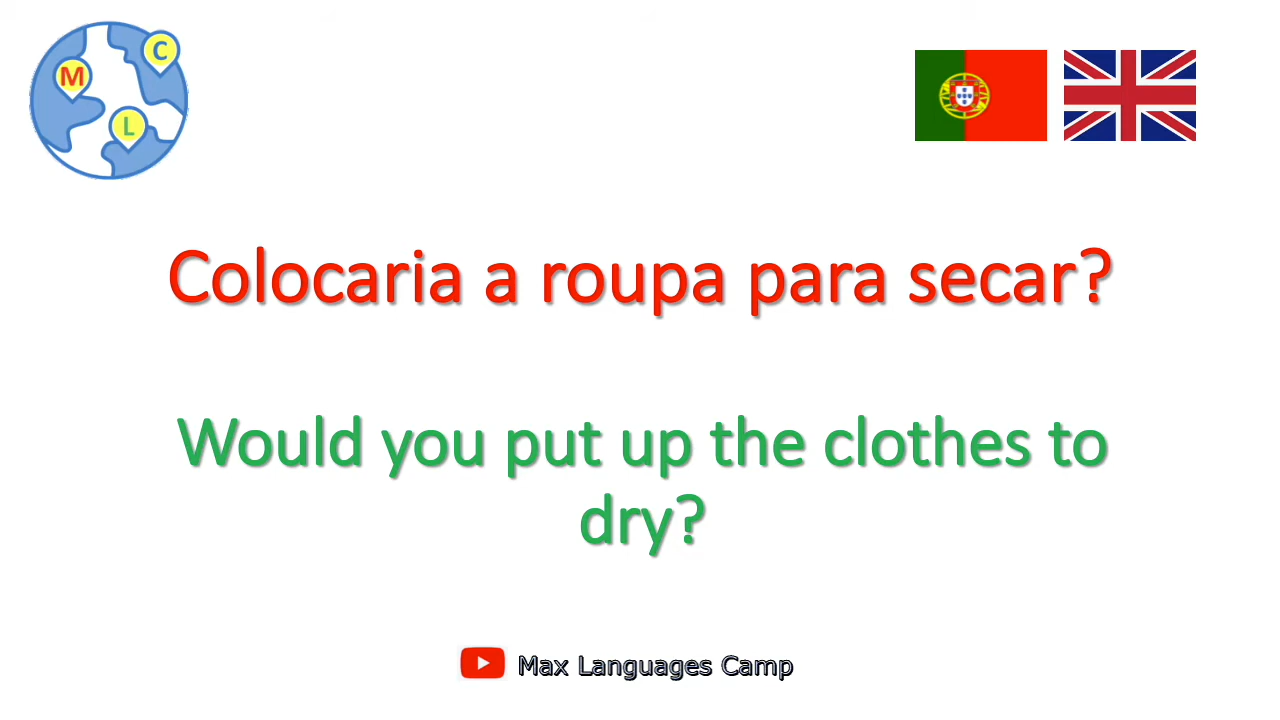 M
C
L
Colocaria a roupa para secar?
Would you put up the clothes to
dry?
Max Languages Camp